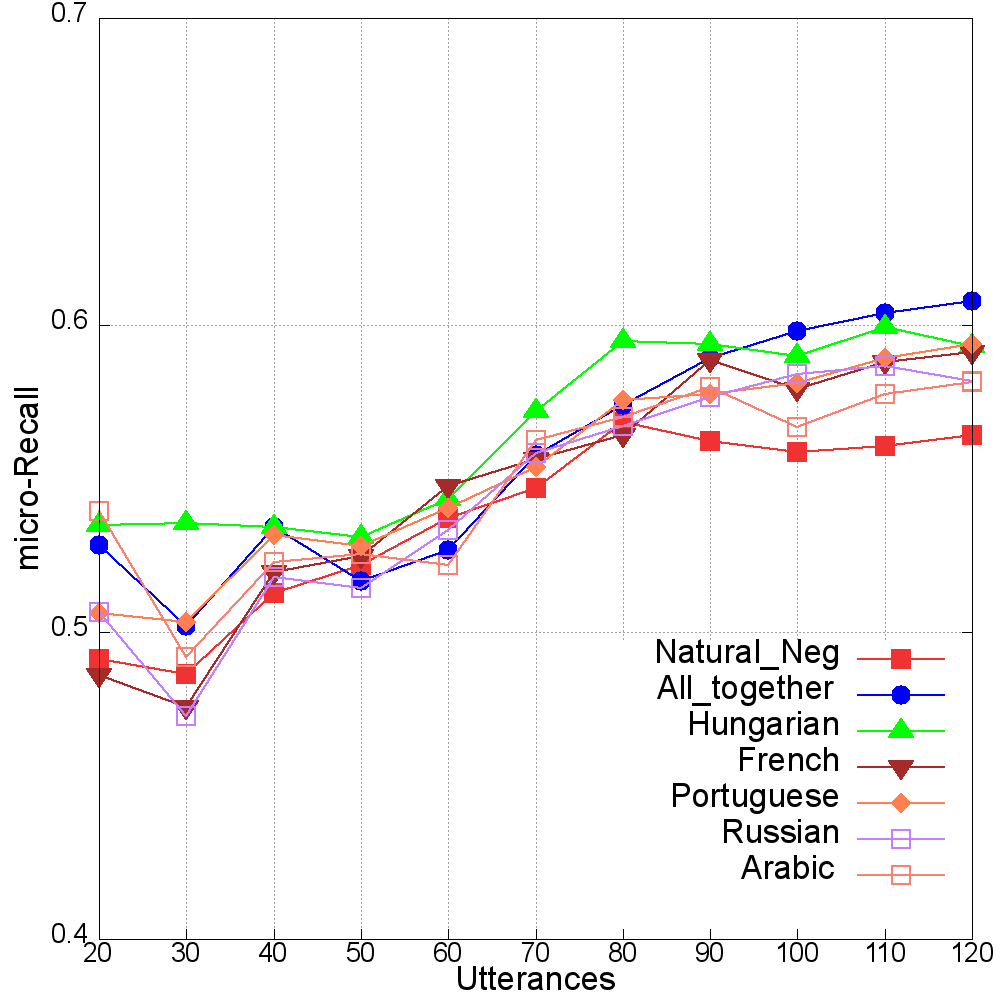 0.7
0.6
0.5
0.4
micro-Recall
Natural_Neg
All_together
Hungarian
French
Portuguese
Russian
Arabic
20 30 40 50 60 70 80 90 100 110 120
Utterances